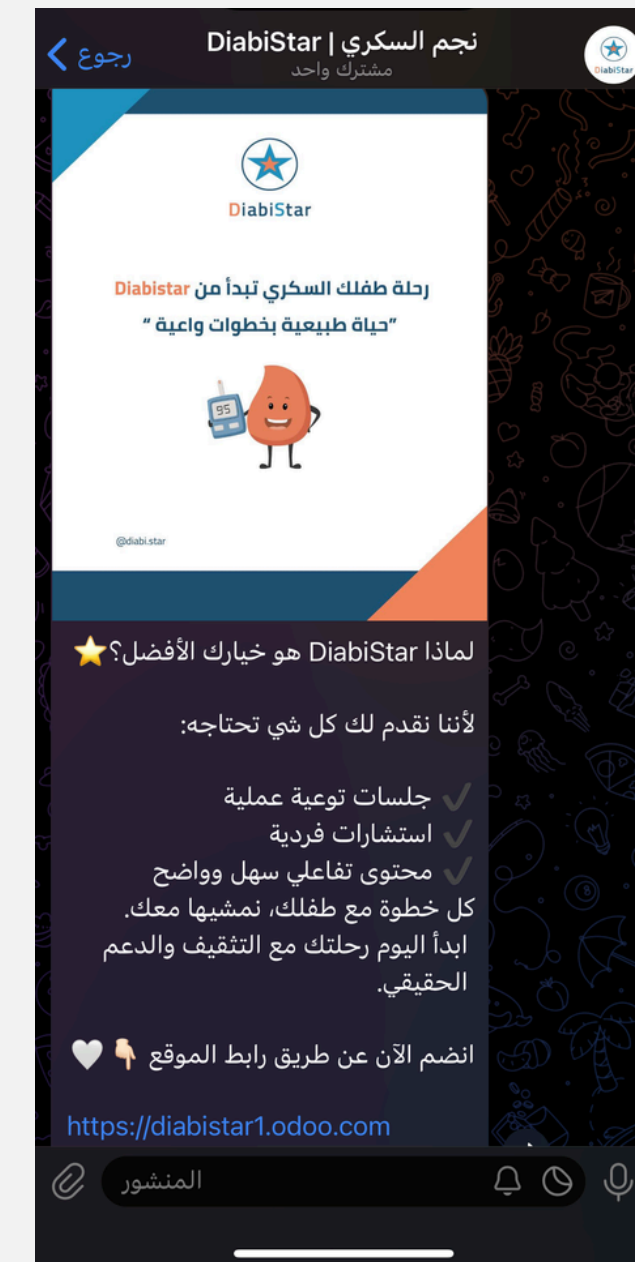 رجوع
نجم السكري | DiabiStar
مشترك واحد
DiabiStar
DiabiStar
رحلة طفلك السكري تبدأ من Diabistar
"حياة طبيعية بخطوات واعية "
95
@diabi.star
لماذا DiabiStar هو خيارك الأفضل؟⭐
لأننا نقدم لك كل شي تحتاجه:
✔ جلسات توعية عملية
✔ استشارات فردية
✔ محتوى تفاعلي سهل وواضح
كل خطوة مع طفلك، نمشيها معك.
ابدأ اليوم رحلتك مع التثقيف والدعم
الحقيقي.
انضم الآن عن طريق رابط الموقع 👇🏻🤍
https://diabistar1.odoo.com
المنشور